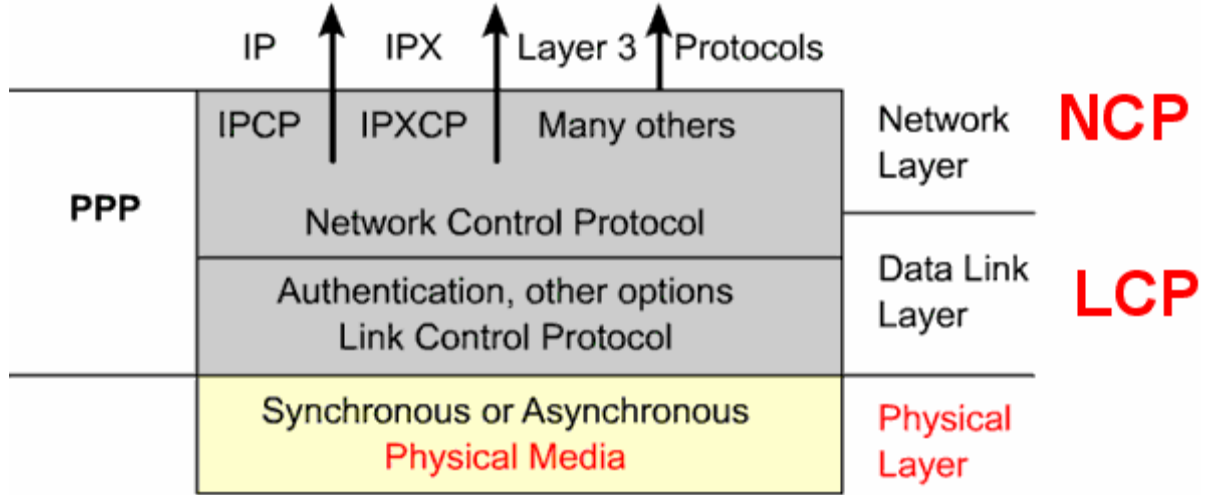 IP IPX Layer 3 Protocols
IPCP IPXCP Many others
Network Layer
NCP
PPP
Network Control Protocol
Authentication, other options
Link Control Protocol
Data Link
Layer
LCP
Synchronous or Asynchronous
Physical Media
Physical
Layer